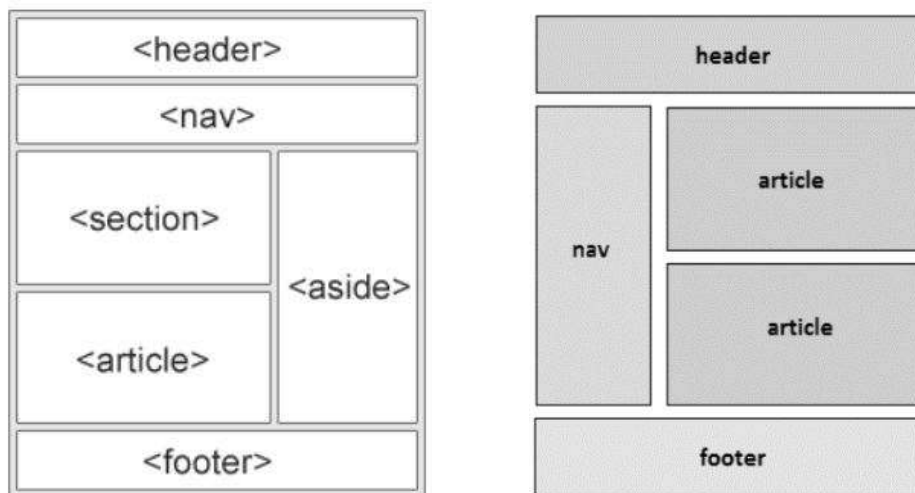 <header>
<nav>
<section>
<aside>
<article>
<footer>
header
nav
article
article
footer